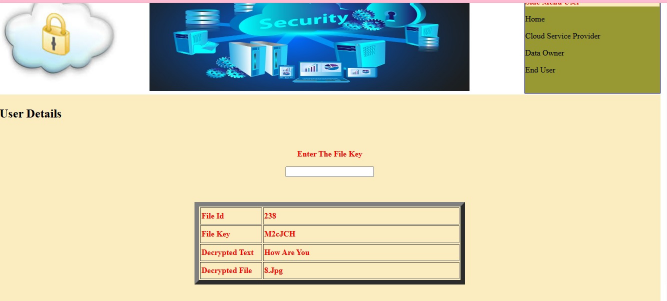 Security
Home
Cloud Service Provider
Data Owner
End User
User Details
Enter The File Key
File Id 238
File Key M2cJCH
Decrypted Text How Are You
Decrypted File 8.Jpg